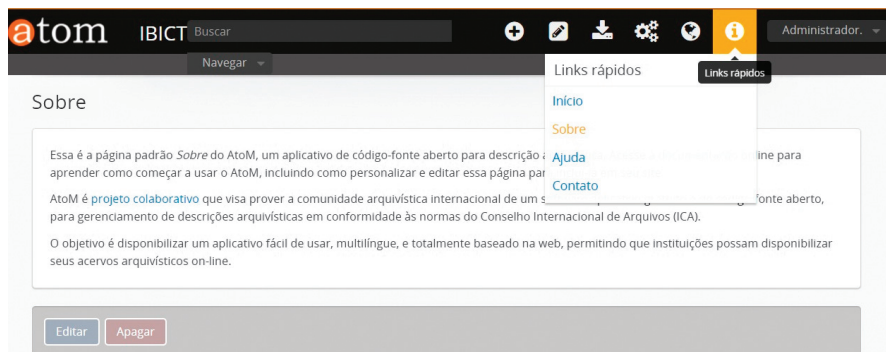 atom IBICT Buscar Administrador.
Navegar
Links rápidos
Links rápidos
Início
Sobre
Ajuda
Contato
Sobre
Essa é a página padrão Sobre do AtoM, um aplicativo de código-fonte aberto para descrição a ine para
aprender como começar a usar o AtoM, incluindo como personalizar e editar essa página par
AtoM é projeto colaborativo que visa prover a comunidade arquivística internacional de um s fonte aberto,
para gerenciamento de descrições arquivísticas em conformidade às normas do Conselho Internacional de Arquivos (ICA).
O objetivo é disponibilizar um aplicativo fácil de usar, multilíngue, e totalmente baseado na web, permitindo que instituições possam disponibilizar
seus acervos arquivísticos on-line.
Editar Apagar